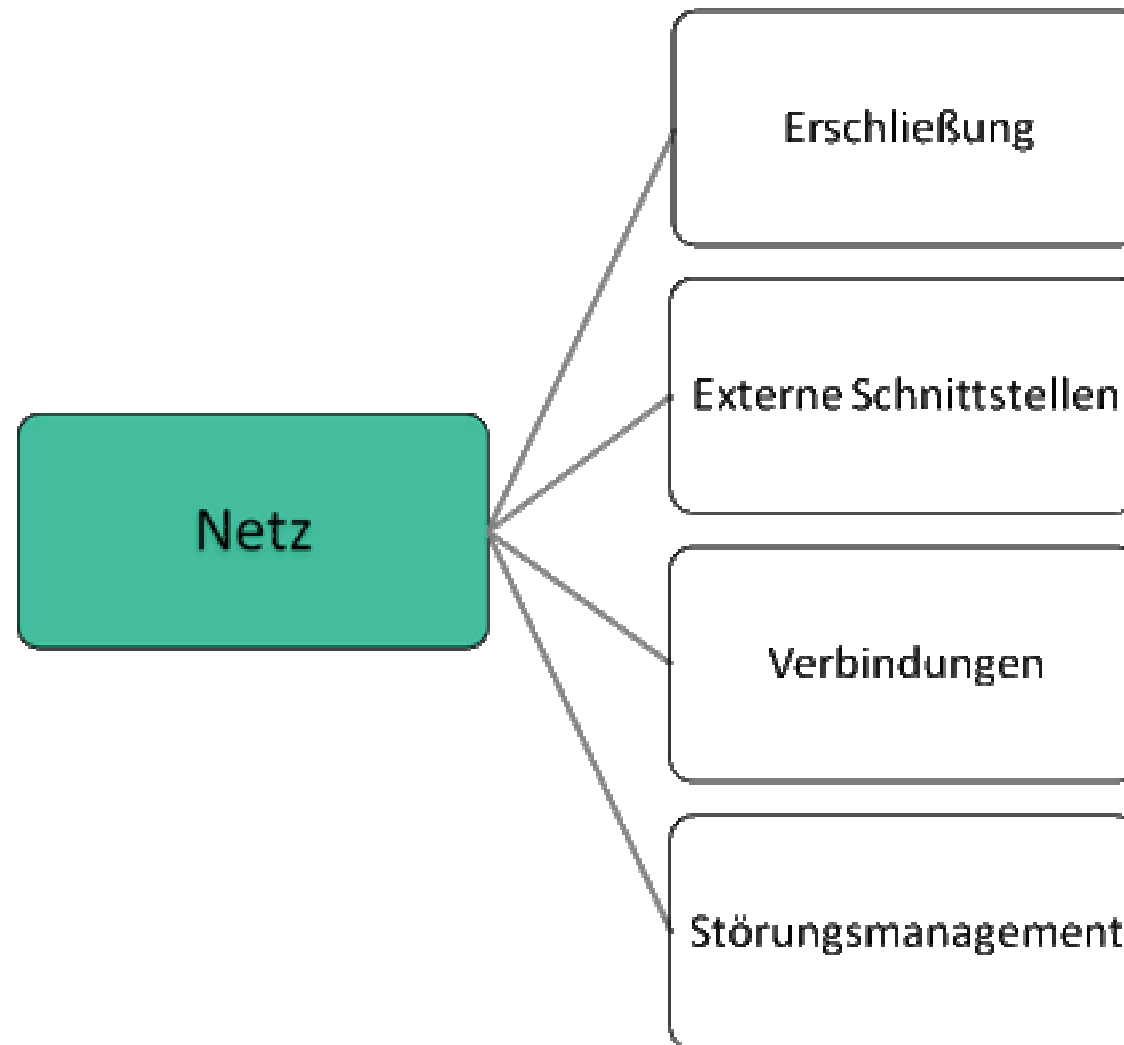 Netz
Erschließung
Externe Schnittstellen
Verbindungen
Störungsmanagement